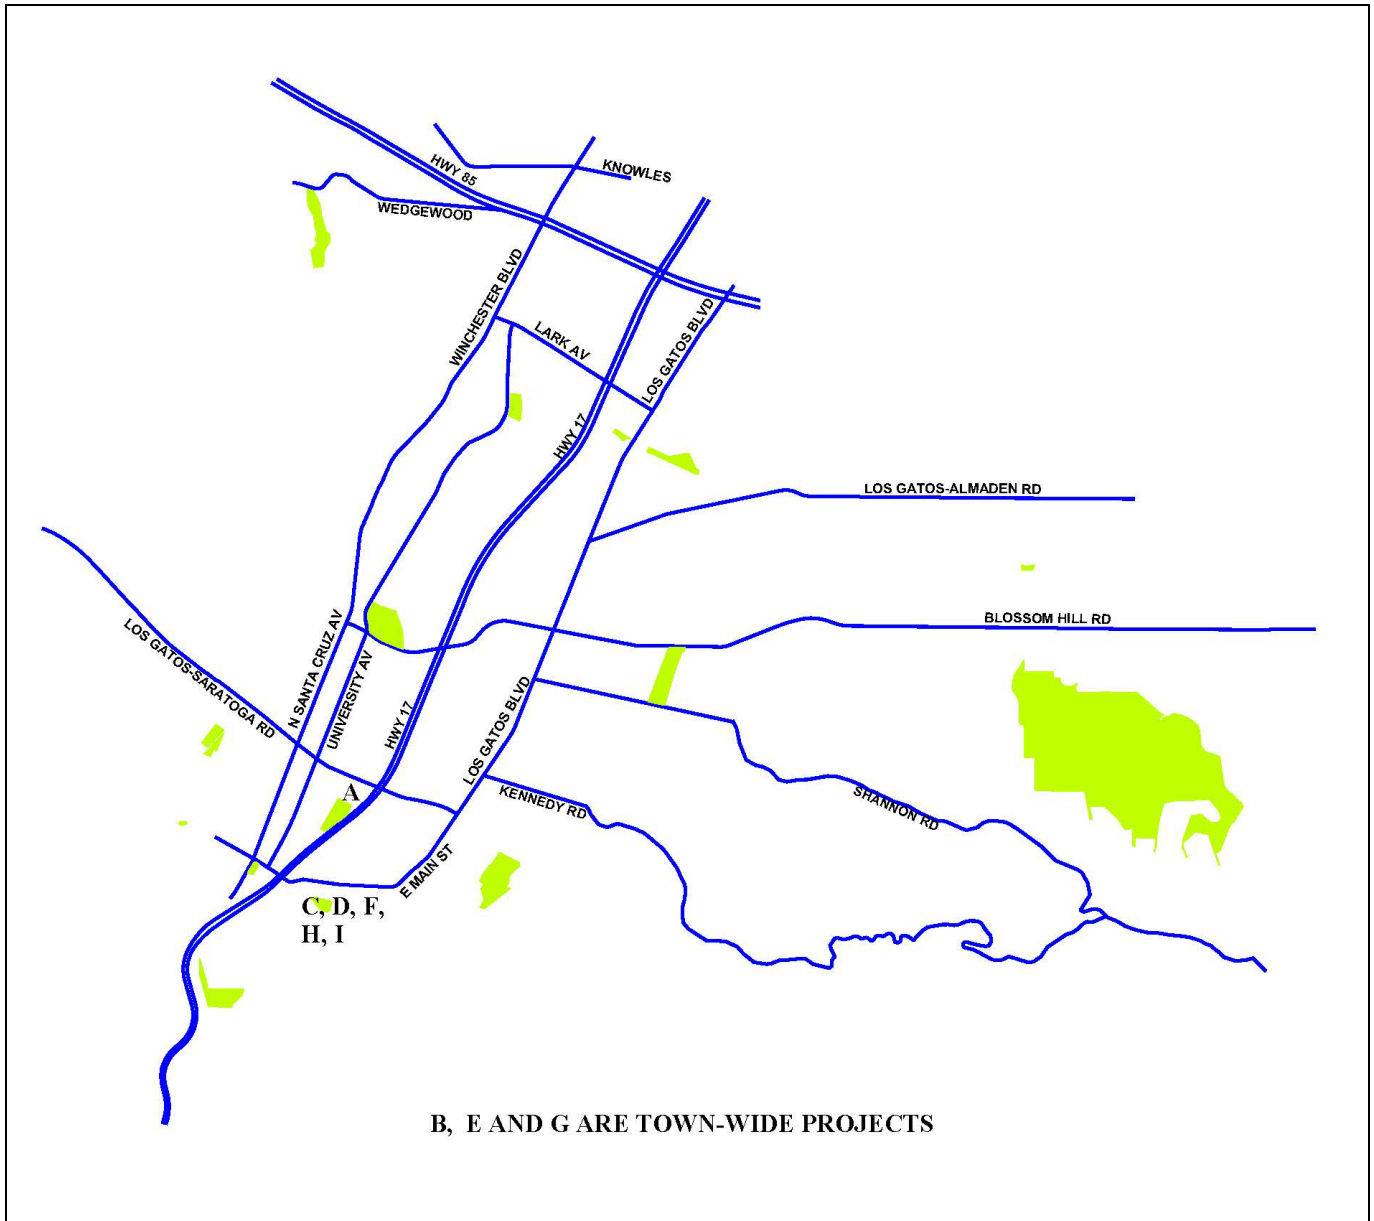 KNOWLES
HWY 85
WEDGEWOOD
WINCHESTER BLVD
LARK AV
LOS GATOS BLVD
HWY 17
LOS GATOS-ALMADEN RD
BLOSSOM HILL RD
LOS GATOS-SARATOGA RD
N SANTA CRUZ AV
UNIVERSITY AV
HWY 17
LOS GATOS BLVD
A
KENNEDY RD
SHANNON RD
E MAIN ST
C, D, F,
H, I
B, E AND G ARE TOWN-WIDE PROJECTS